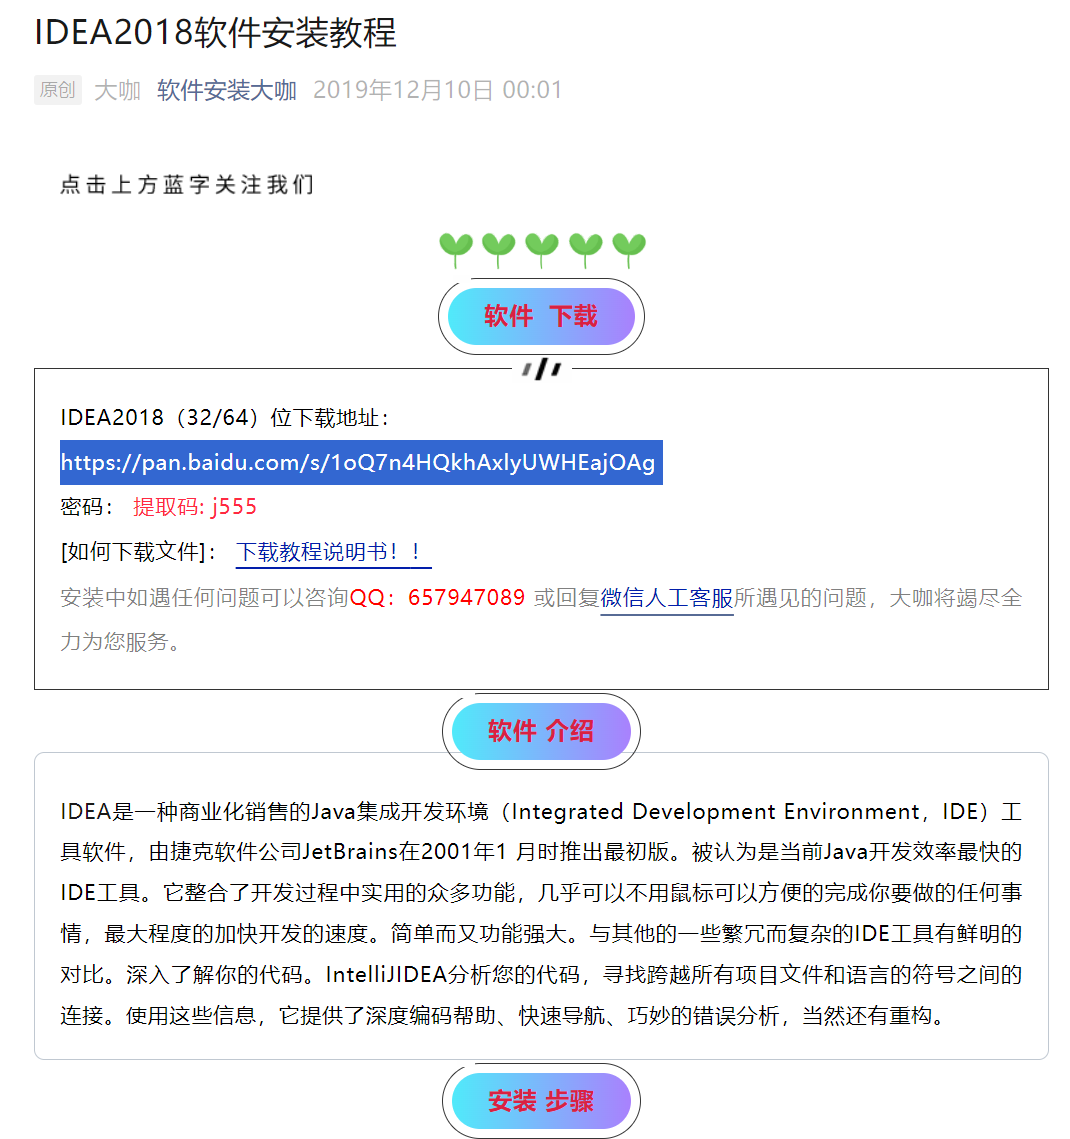 IDEA2018软件安装教程
原创 大咖 软件安装大咖 2019年12月10日 00:01
点击上方蓝字关注我们
软件 下载
IDEA2018（32/64）位下载地址：
https://pan.baidu.com/s/1oQ7n4HQkhAxlyUWHEajOAg
密码： 提取码: j555
[如何下载文件]： 下载教程说明书！！
安装中如遇任何问题可以咨询QQ：657947089 或回复微信人工客服所遇见的问题，大咖将竭尽全
力为您服务。
软件 介绍
IDEA是一种商业化销售的Java集成开发环境（Integrated Development Environment，IDE）工
具软件，由捷克软件公司JetBrains在2001年1 月时推出最初版。被认为是当前Java开发效率最快的
IDE工具。它整合了开发过程中实用的众多功能，几乎可以不用鼠标可以方便的完成你要做的任何事
情，最大程度的加快开发的速度。简单而又功能强大。与其他的一些繁冗而复杂的IDE工具有鲜明的
对比。深入了解你的代码。IntelliJIDEA分析您的代码，寻找跨越所有项目文件和语言的符号之间的
连接。使用这些信息，它提供了深度编码帮助、快速导航、巧妙的错误分析，当然还有重构。
安装 步骤